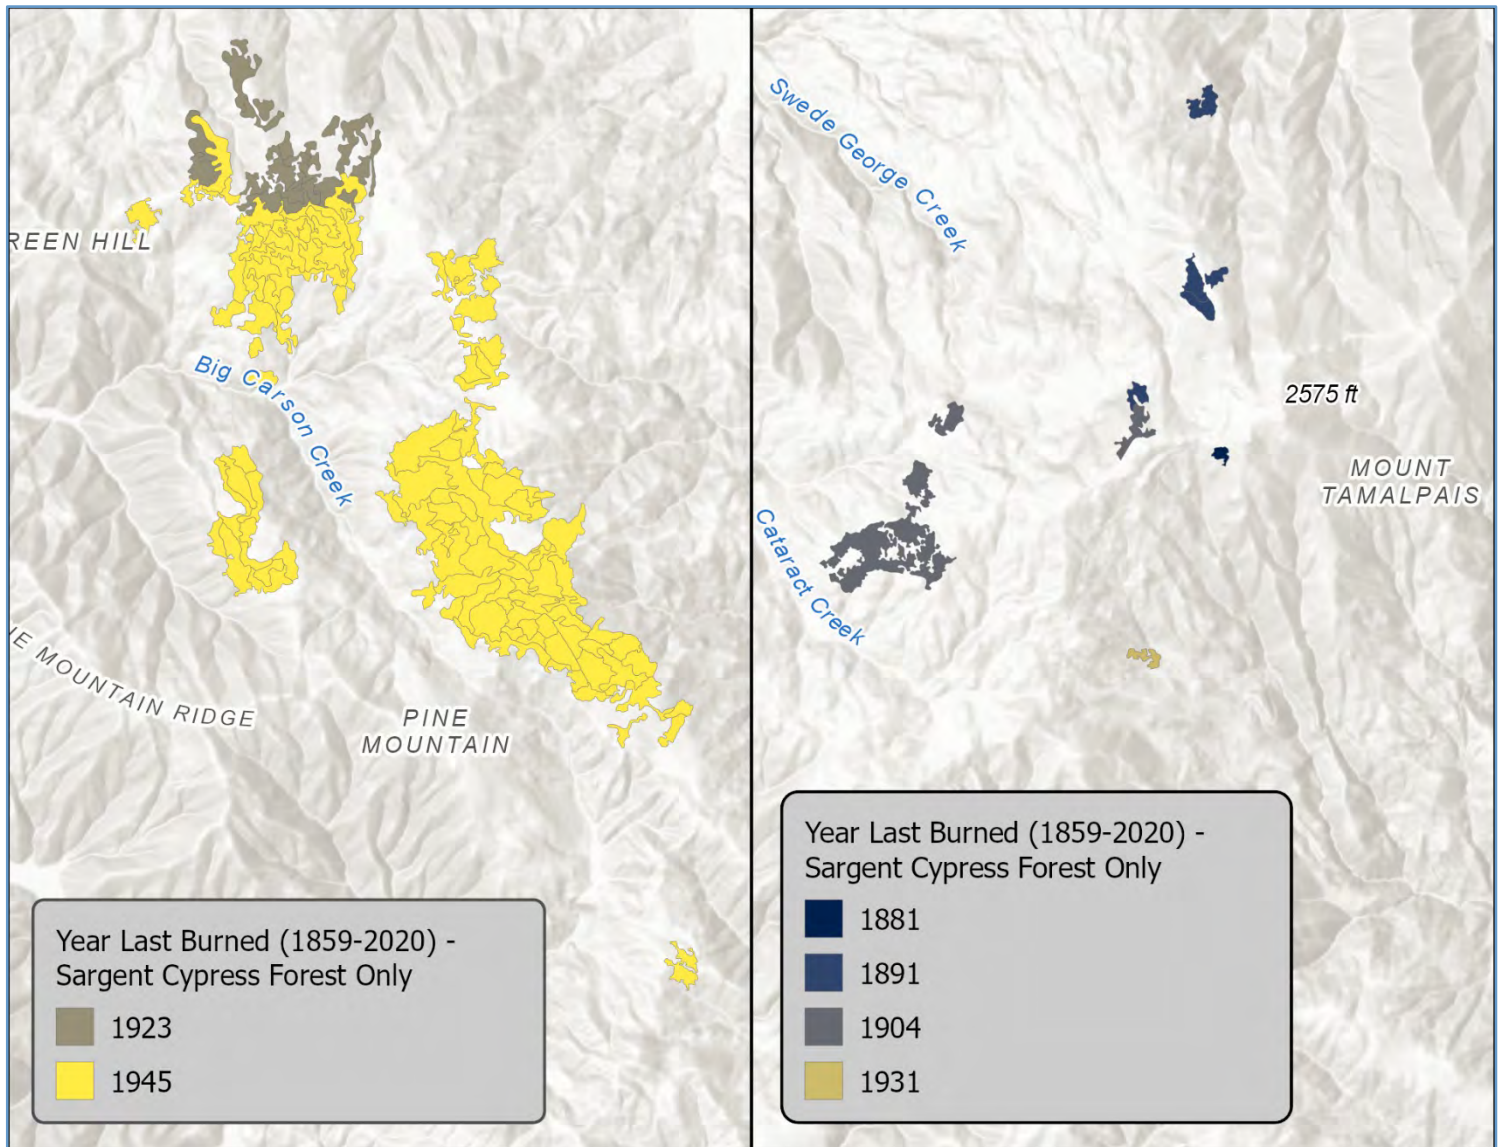 REEN HILL
Big Carson Creek
NE MOUNTAIN RIDGE
PINE
MOUNTAIN
Year Last Burned (1859-2020) -
Sargent Cypress Forest Only
1923
1945
Swede George Creek
2575 ft
MOUNT
TAMALPAIS
Cataract Creek
Year Last Burned (1859-2020) -
Sargent Cypress Forest Only
1881
1891
1904
1931